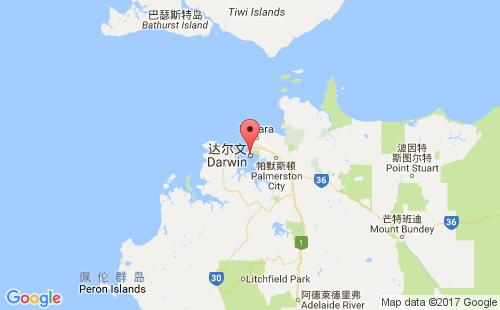 巴瑟斯特岛
Bathurst Island
Tiwi Islands
达尔文
Darwin
帕默斯顿
Palmerston
City
36
波因特
斯图尔特
Point Stuart
芒特班迪
Mount Bundey
36
1
佩伦群岛
Peron Islands
30
Litchfield Park
阿德莱德里弗
Adelaide River
Google
Map data ©2017 Google